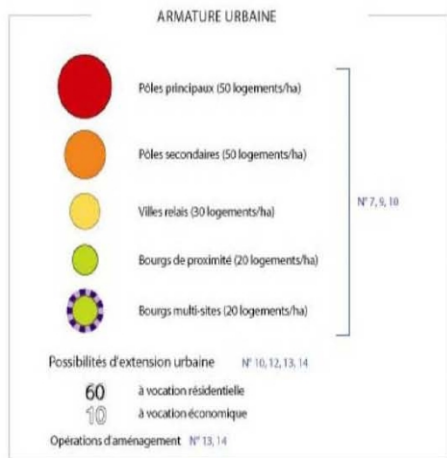 ARMATURE URBAINE
Pôles principaux (50 logements/ha)
Pôles secondaires (50 logements/ha)
N° 7, 9, 10
Villes relais (30 logements/ha)
Bourgs de proximité (20 logements/ha)
Bourgs multi-sites (20 logements/ha)
Possibilités d'extension urbaine N° 10, 12, 13, 14
60 à vocation résidentielle
10 à vocation économique
Opérations d'aménagement N° 13, 14